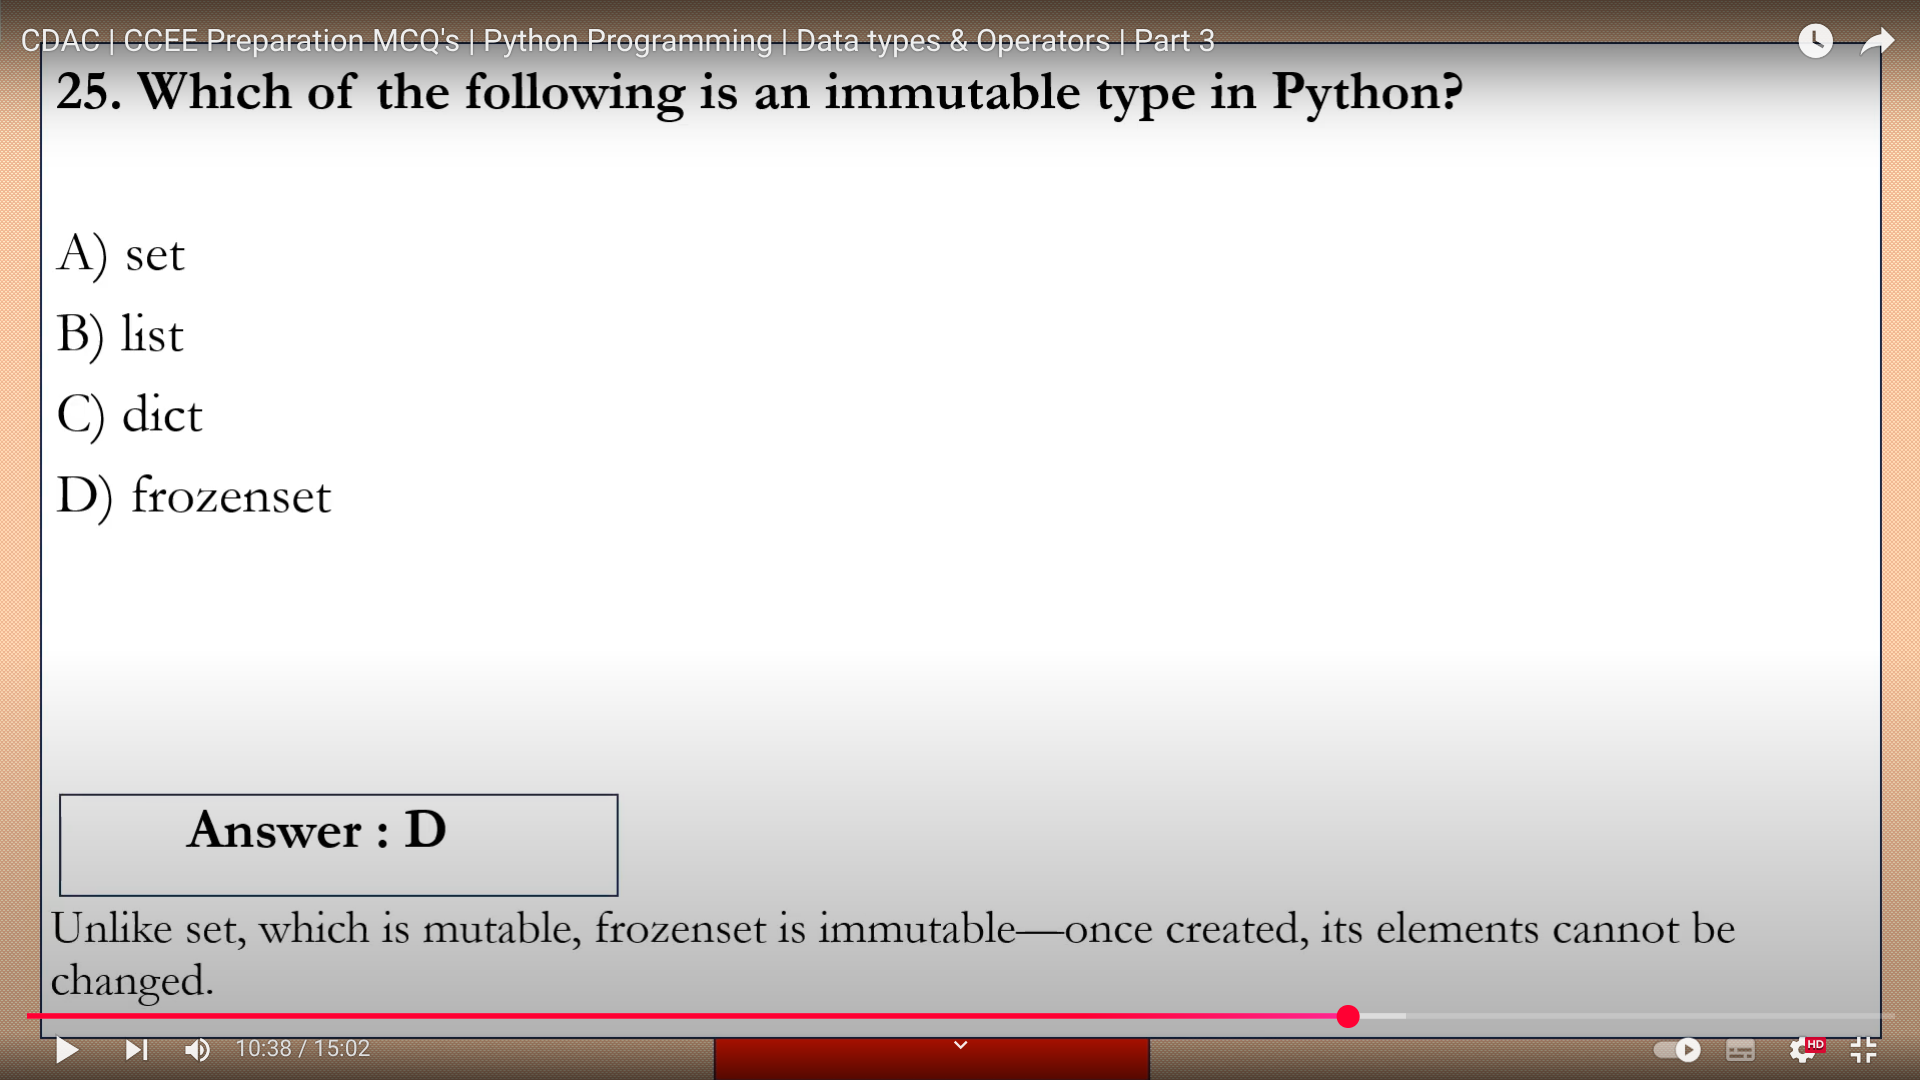 CDAC | CCEE Preparation MCQ's | Python Programming | Data types & Operators | Part 3
25. Which of the following is an immutable type in Python?
A) set
B) list
C) dict
D) frozenset
Answer : D
Unlike set, which is mutable, frozenset is immutable—once created, its elements cannot be
changed.
10:38 / 15:02
HD